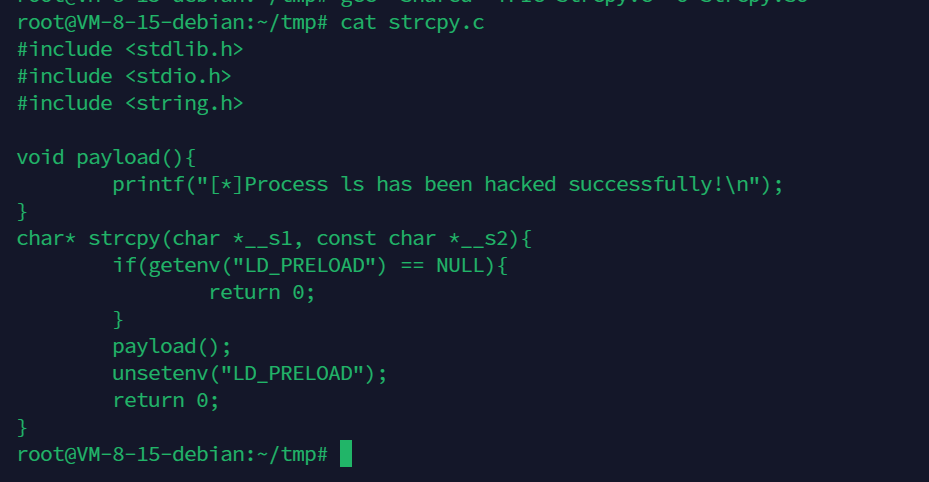 root@VM-8-15-debian:~/tmp# cat strcpy.c
#include <stdlib.h>
#include <stdio.h>
#include <string.h>

void payload(){
        printf("[*]Process ls has been hacked successfully!\n");
}
char* strcpy(char *__s1, const char *__s2){
        if(getenv("LD_PRELOAD") == NULL){
                return 0;
        }
        payload();
        unsetenv("LD_PRELOAD");
        return 0;
}
root@VM-8-15-debian:~/tmp#